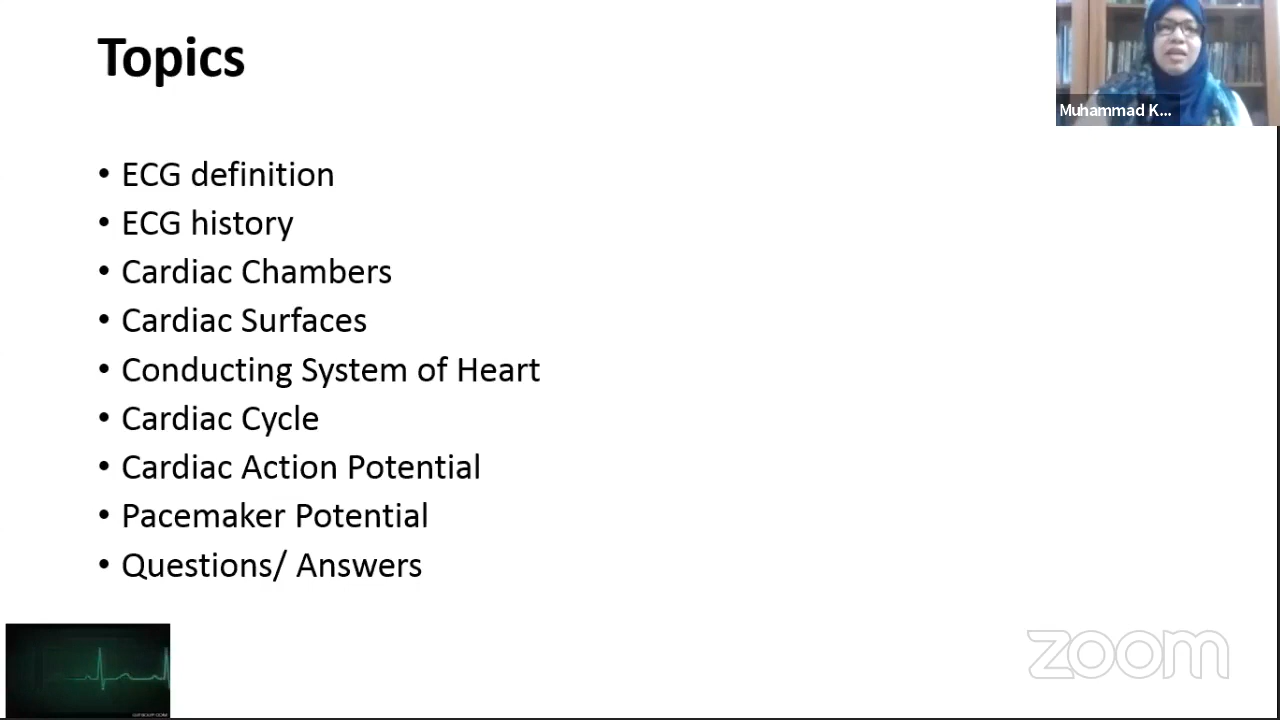 Topics
Muhammad K...
• ECG definition
• ECG history
• Cardiac Chambers
• Cardiac Surfaces
• Conducting System of Heart
• Cardiac Cycle
• Cardiac Action Potential
• Pacemaker Potential
• Questions/ Answers
zoom